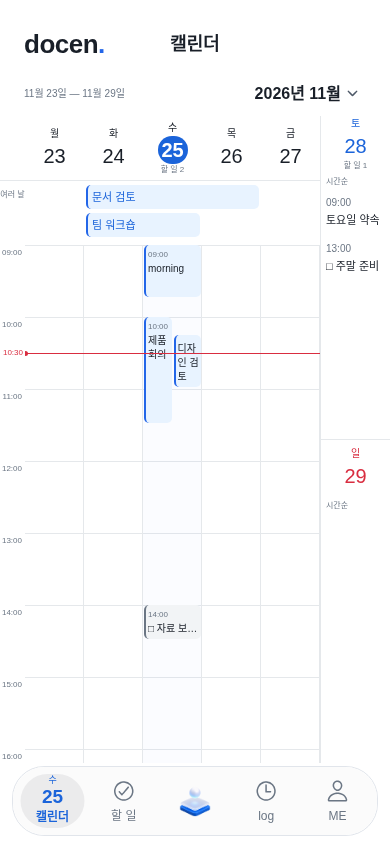 docen.
캘린더
11월 23일 — 11월 29일
2026년 11월
월
23
화
24
수
25
할 일 2
목
26
금
27
토
28
할 일 1
시간순
09:00
토요일 약속
13:00
□ 주말 준비
일
29
시간순
여러 날
문서 검토
팀 워크숍
09:00
09:00
morning
10:00
10:00
제품
회의
디자
인 검
토
10:30
11:00
12:00
13:00
14:00
14:00
□ 자료 보…
15:00
16:00
수
25
캘린더
할 일
log
ME